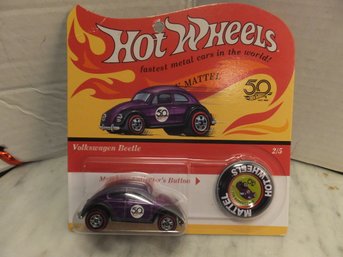 HOT WHEELS
fastest metal cars in the world!
MATTEL
50
50
Volkswagen Beetle
2/5
Button
50
HOT WHEELS
MATTEL